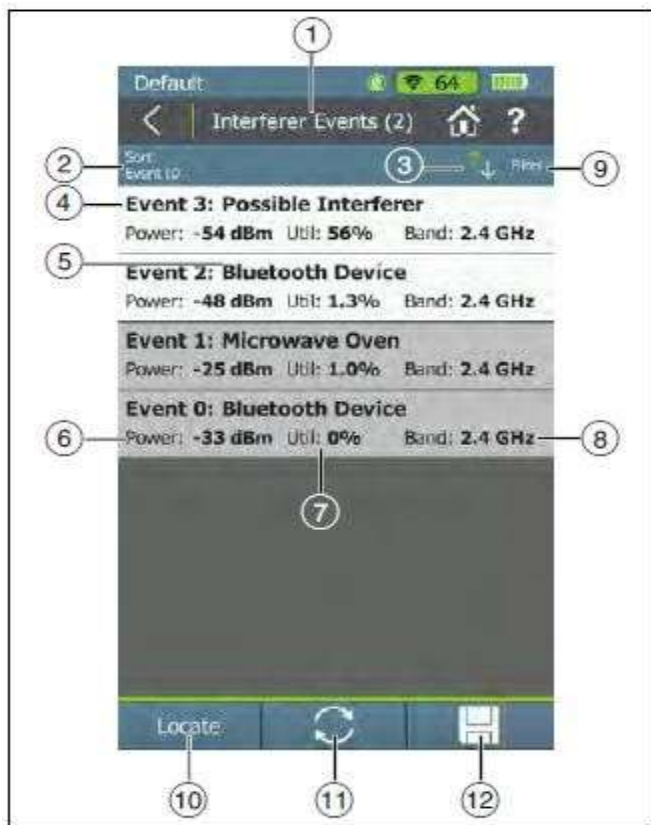 1
Default 64
Interferer Events (2) ?
2 Sort: 3 Filter 9
Event ID
4 Event 3: Possible Interferer
Power: -54 dBm Util: 56% Band: 2.4 GHz
5 Event 2: Bluetooth Device
Power: -48 dBm Util: 1.3% Band: 2.4 GHz
Event 1: Microwave Oven
Power: -25 dBm Util: 1.0% Band: 2.4 GHz
Event 0: Bluetooth Device
6 Power: -33 dBm Util: 0% Band: 2.4 GHz 8
7
Locate
10 11 12